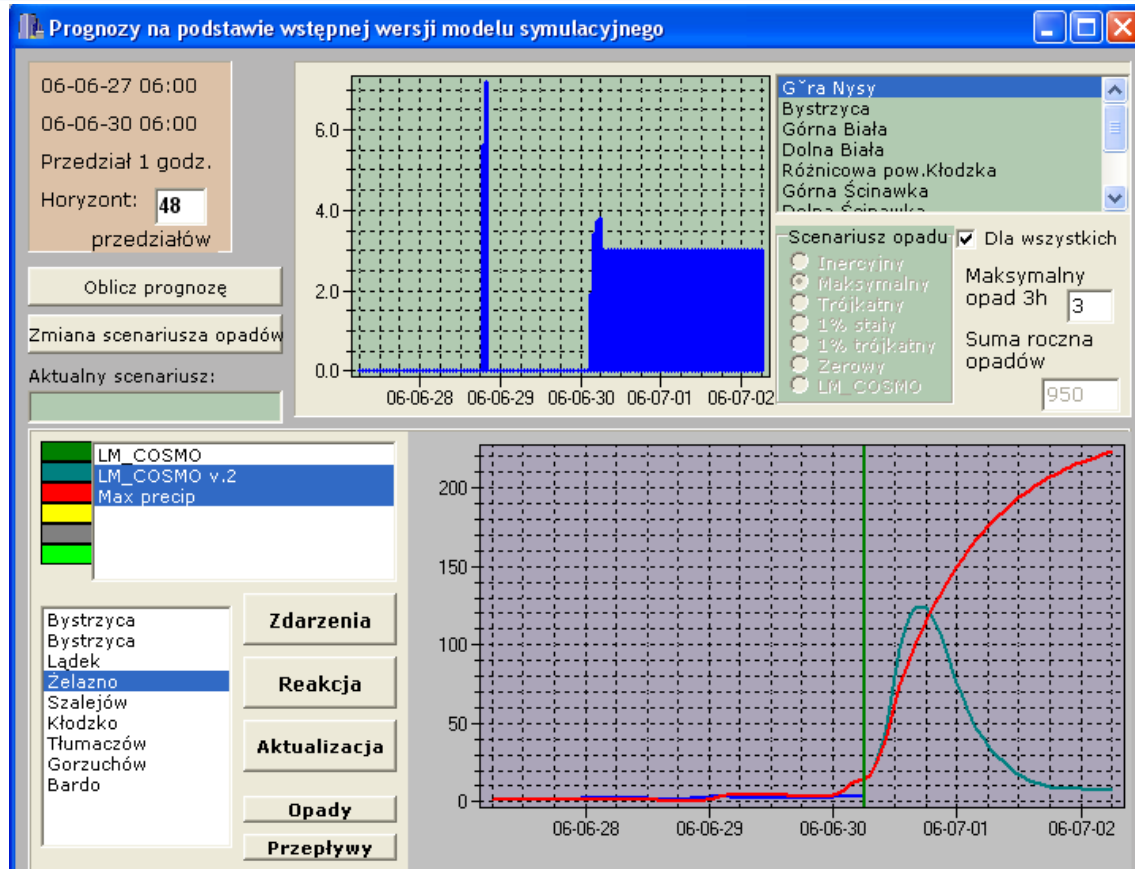 Prognozy na podstawie wstępnej wersji modelu symulacyjnego
06-06-27 06:00
06-06-30 06:00
Przedział 1 godz.
Horyzont: 48
przedziałów
Oblicz prognozę
Zmiana scenariusza opadów
Aktualny scenariusz:
6.0
4.0
2.0
0.0
06-06-28 06-06-29 06-06-30 06-07-01 06-07-02
Gˇra Nysy
Bystrzyca
Górna Biała
Dolna Biała
Różnicowa pow.Kłodzka
Górna Ścinawka
Dolna Ścinawka
Scenariusz opadu
Inercyjny
Maksymalny
Trójkatny
1% stały
1% trójkatny
Zerowy
LM_COSMO
Dla wszystkich
Maksymalny
opad 3h 3
Suma roczna
opadów
950
LM_COSMO
LM_COSMO v.2
Max precip
Bystrzyca
Bystrzyca
Lądek
Żelazno
Szalejów
Kłodzko
Tłumaczów
Gorzuchów
Bardo
Zdarzenia
Reakcja
Aktualizacja
Opady
Przepływy
200
150
100
50
0
06-06-28 06-06-29 06-06-30 06-07-01 06-07-02